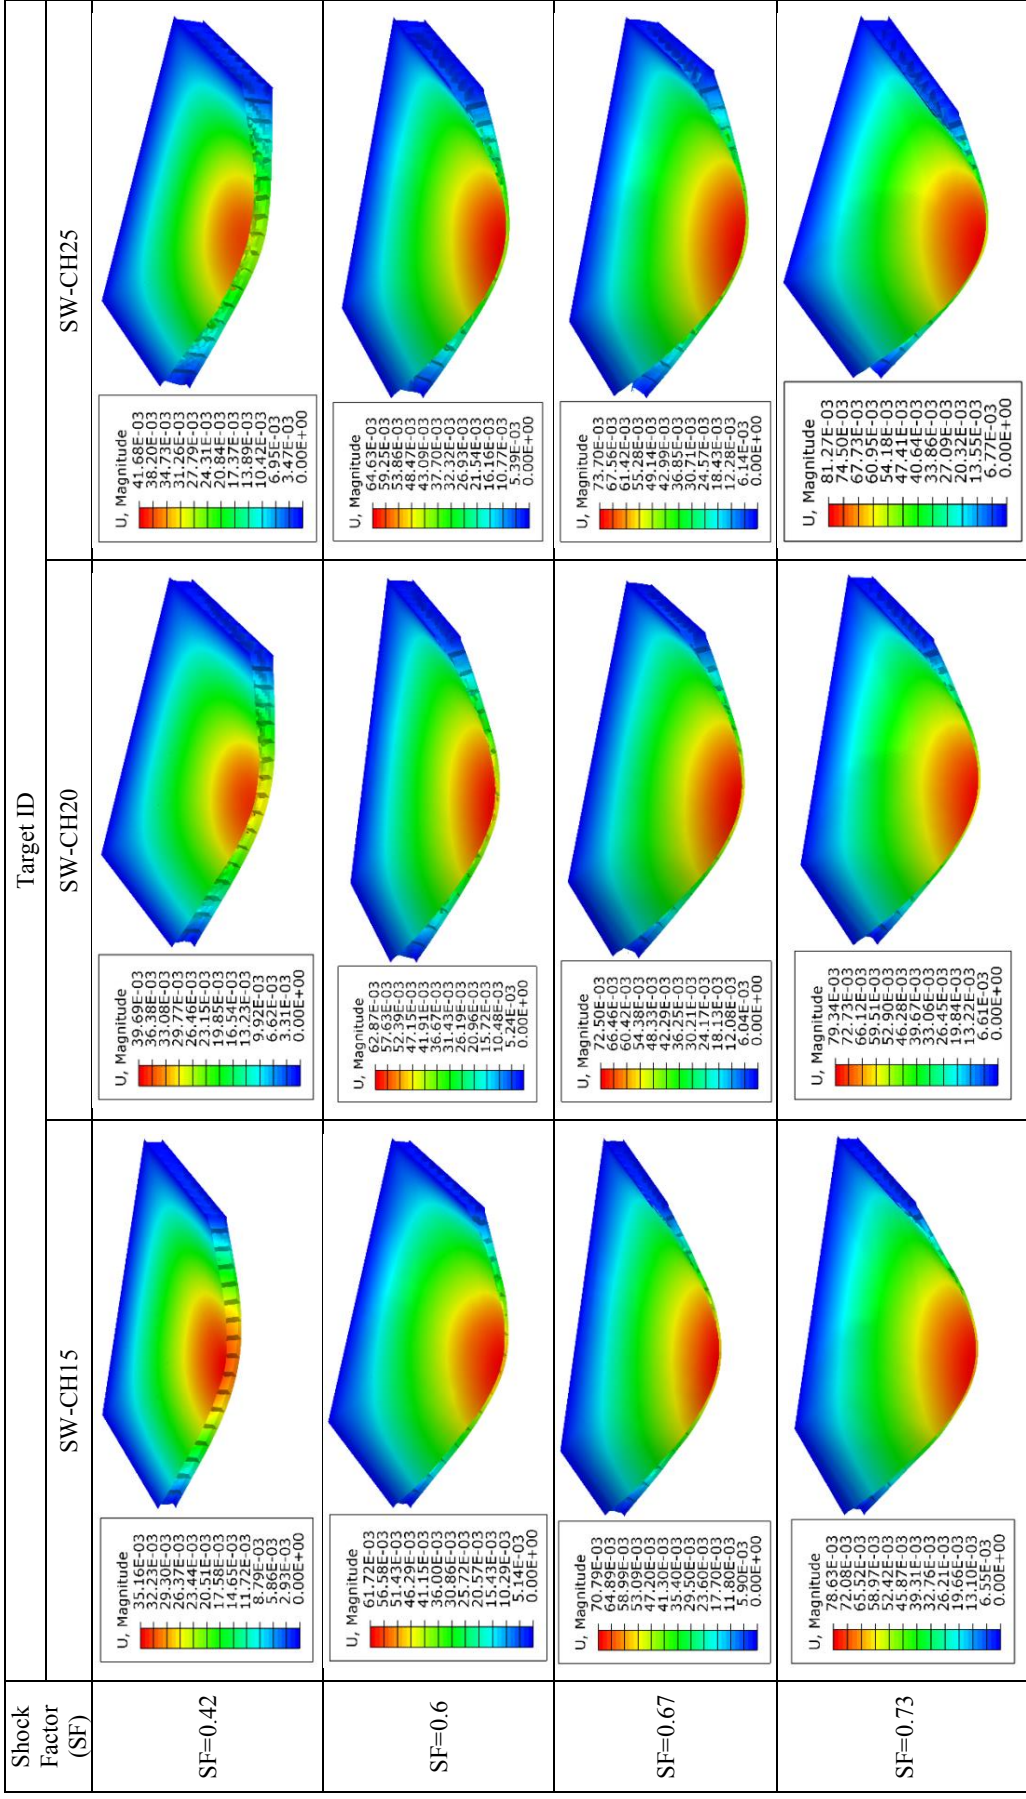 Shock
Factor
(SF)
Target ID
SW-CH15
SW-CH20
SW-CH25
SF=0.42
U, Magnitude
35.16E-03
32.23E-03
29.30E-03
26.37E-03
23.44E-03
20.51E-03
17.58E-03
14.65E-03
11.72E-03
8.79E-03
5.86E-03
2.93E-03
0.00E+00
U, Magnitude
39.69E-03
36.38E-03
33.08E-03
29.77E-03
26.46E-03
23.15E-03
19.85E-03
16.54E-03
13.23E-03
9.92E-03
6.62E-03
3.31E-03
0.00E+00
U, Magnitude
41.68E-03
38.20E-03
34.73E-03
31.26E-03
27.79E-03
24.31E-03
20.84E-03
17.37E-03
13.89E-03
10.42E-03
6.95E-03
3.47E-03
0.00E+00
SF=0.6
U, Magnitude
61.72E-03
56.58E-03
51.43E-03
46.29E-03
41.15E-03
36.00E-03
30.86E-03
25.72E-03
20.57E-03
15.43E-03
10.29E-03
5.14E-03
0.00E+00
U, Magnitude
62.87E-03
57.63E-03
52.39E-03
47.15E-03
41.91E-03
36.67E-03
31.43E-03
26.19E-03
20.96E-03
15.72E-03
10.48E-03
5.24E-03
0.00E+00
U, Magnitude
64.63E-03
59.25E-03
53.86E-03
48.47E-03
43.09E-03
37.70E-03
32.32E-03
26.93E-03
21.54E-03
16.16E-03
10.77E-03
5.39E-03
0.00E+00
SF=0.67
U, Magnitude
70.79E-03
64.89E-03
58.99E-03
53.09E-03
47.20E-03
41.30E-03
35.40E-03
29.50E-03
23.60E-03
17.70E-03
11.80E-03
5.90E-03
0.00E+00
U, Magnitude
72.50E-03
66.46E-03
60.42E-03
54.38E-03
48.33E-03
42.29E-03
36.25E-03
30.21E-03
24.17E-03
18.13E-03
12.08E-03
6.04E-03
0.00E+00
U, Magnitude
73.70E-03
67.56E-03
61.42E-03
55.28E-03
49.14E-03
42.99E-03
36.85E-03
30.71E-03
24.57E-03
18.43E-03
12.28E-03
6.14E-03
0.00E+00
SF=0.73
U, Magnitude
78.63E-03
72.08E-03
65.52E-03
58.97E-03
52.42E-03
45.87E-03
39.31E-03
32.76E-03
26.21E-03
19.66E-03
13.10E-03
6.55E-03
0.00E+00
U, Magnitude
79.34E-03
72.73E-03
66.12E-03
59.51E-03
52.90E-03
46.28E-03
39.67E-03
33.06E-03
26.45E-03
19.84E-03
13.22E-03
6.61E-03
0.00E+00
U, Magnitude
81.27E-03
74.50E-03
67.73E-03
60.95E-03
54.18E-03
47.41E-03
40.64E-03
33.86E-03
27.09E-03
20.32E-03
13.55E-03
6.77E-03
0.00E+00